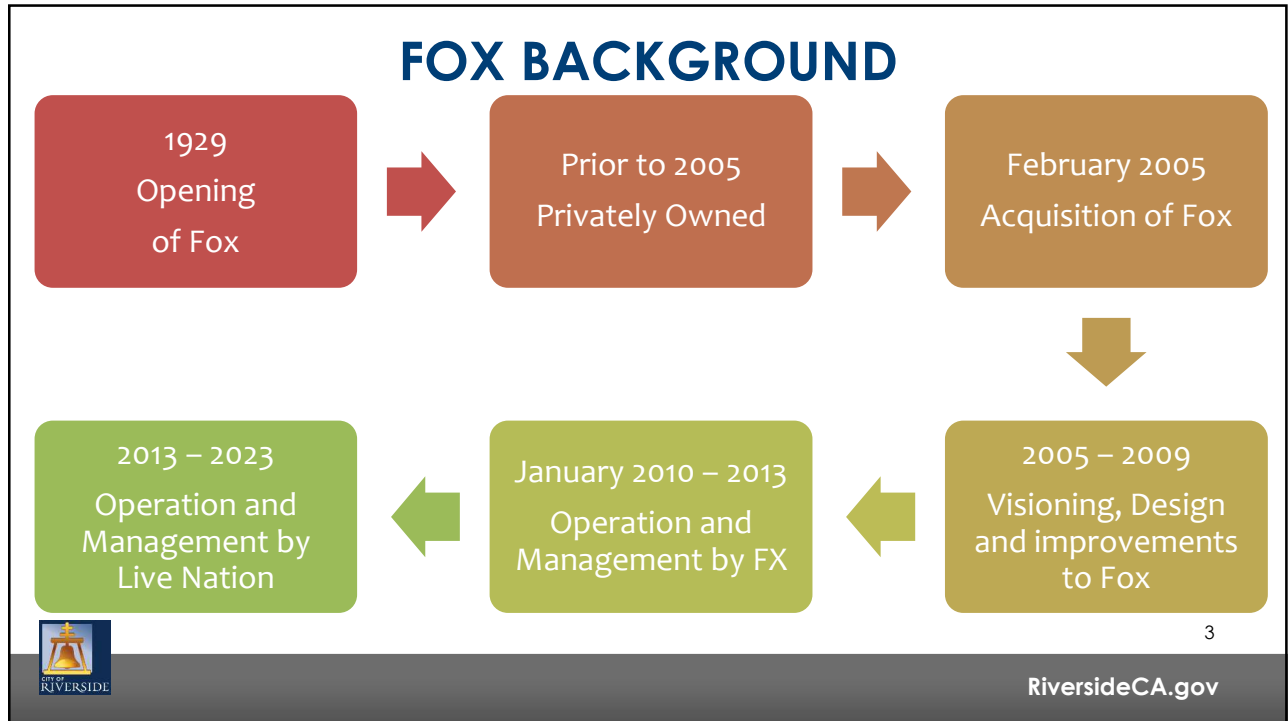 FOX BACKGROUND
1929
Opening
of Fox
Prior to 2005
Privately Owned
February 2005
Acquisition of Fox
2005 – 2009
Visioning, Design
and improvements
to Fox
January 2010 – 2013
Operation and
Management by FX
2013 – 2023
Operation and
Management by
Live Nation
3
CITY OF
RIVERSIDE
RiversideCA.gov